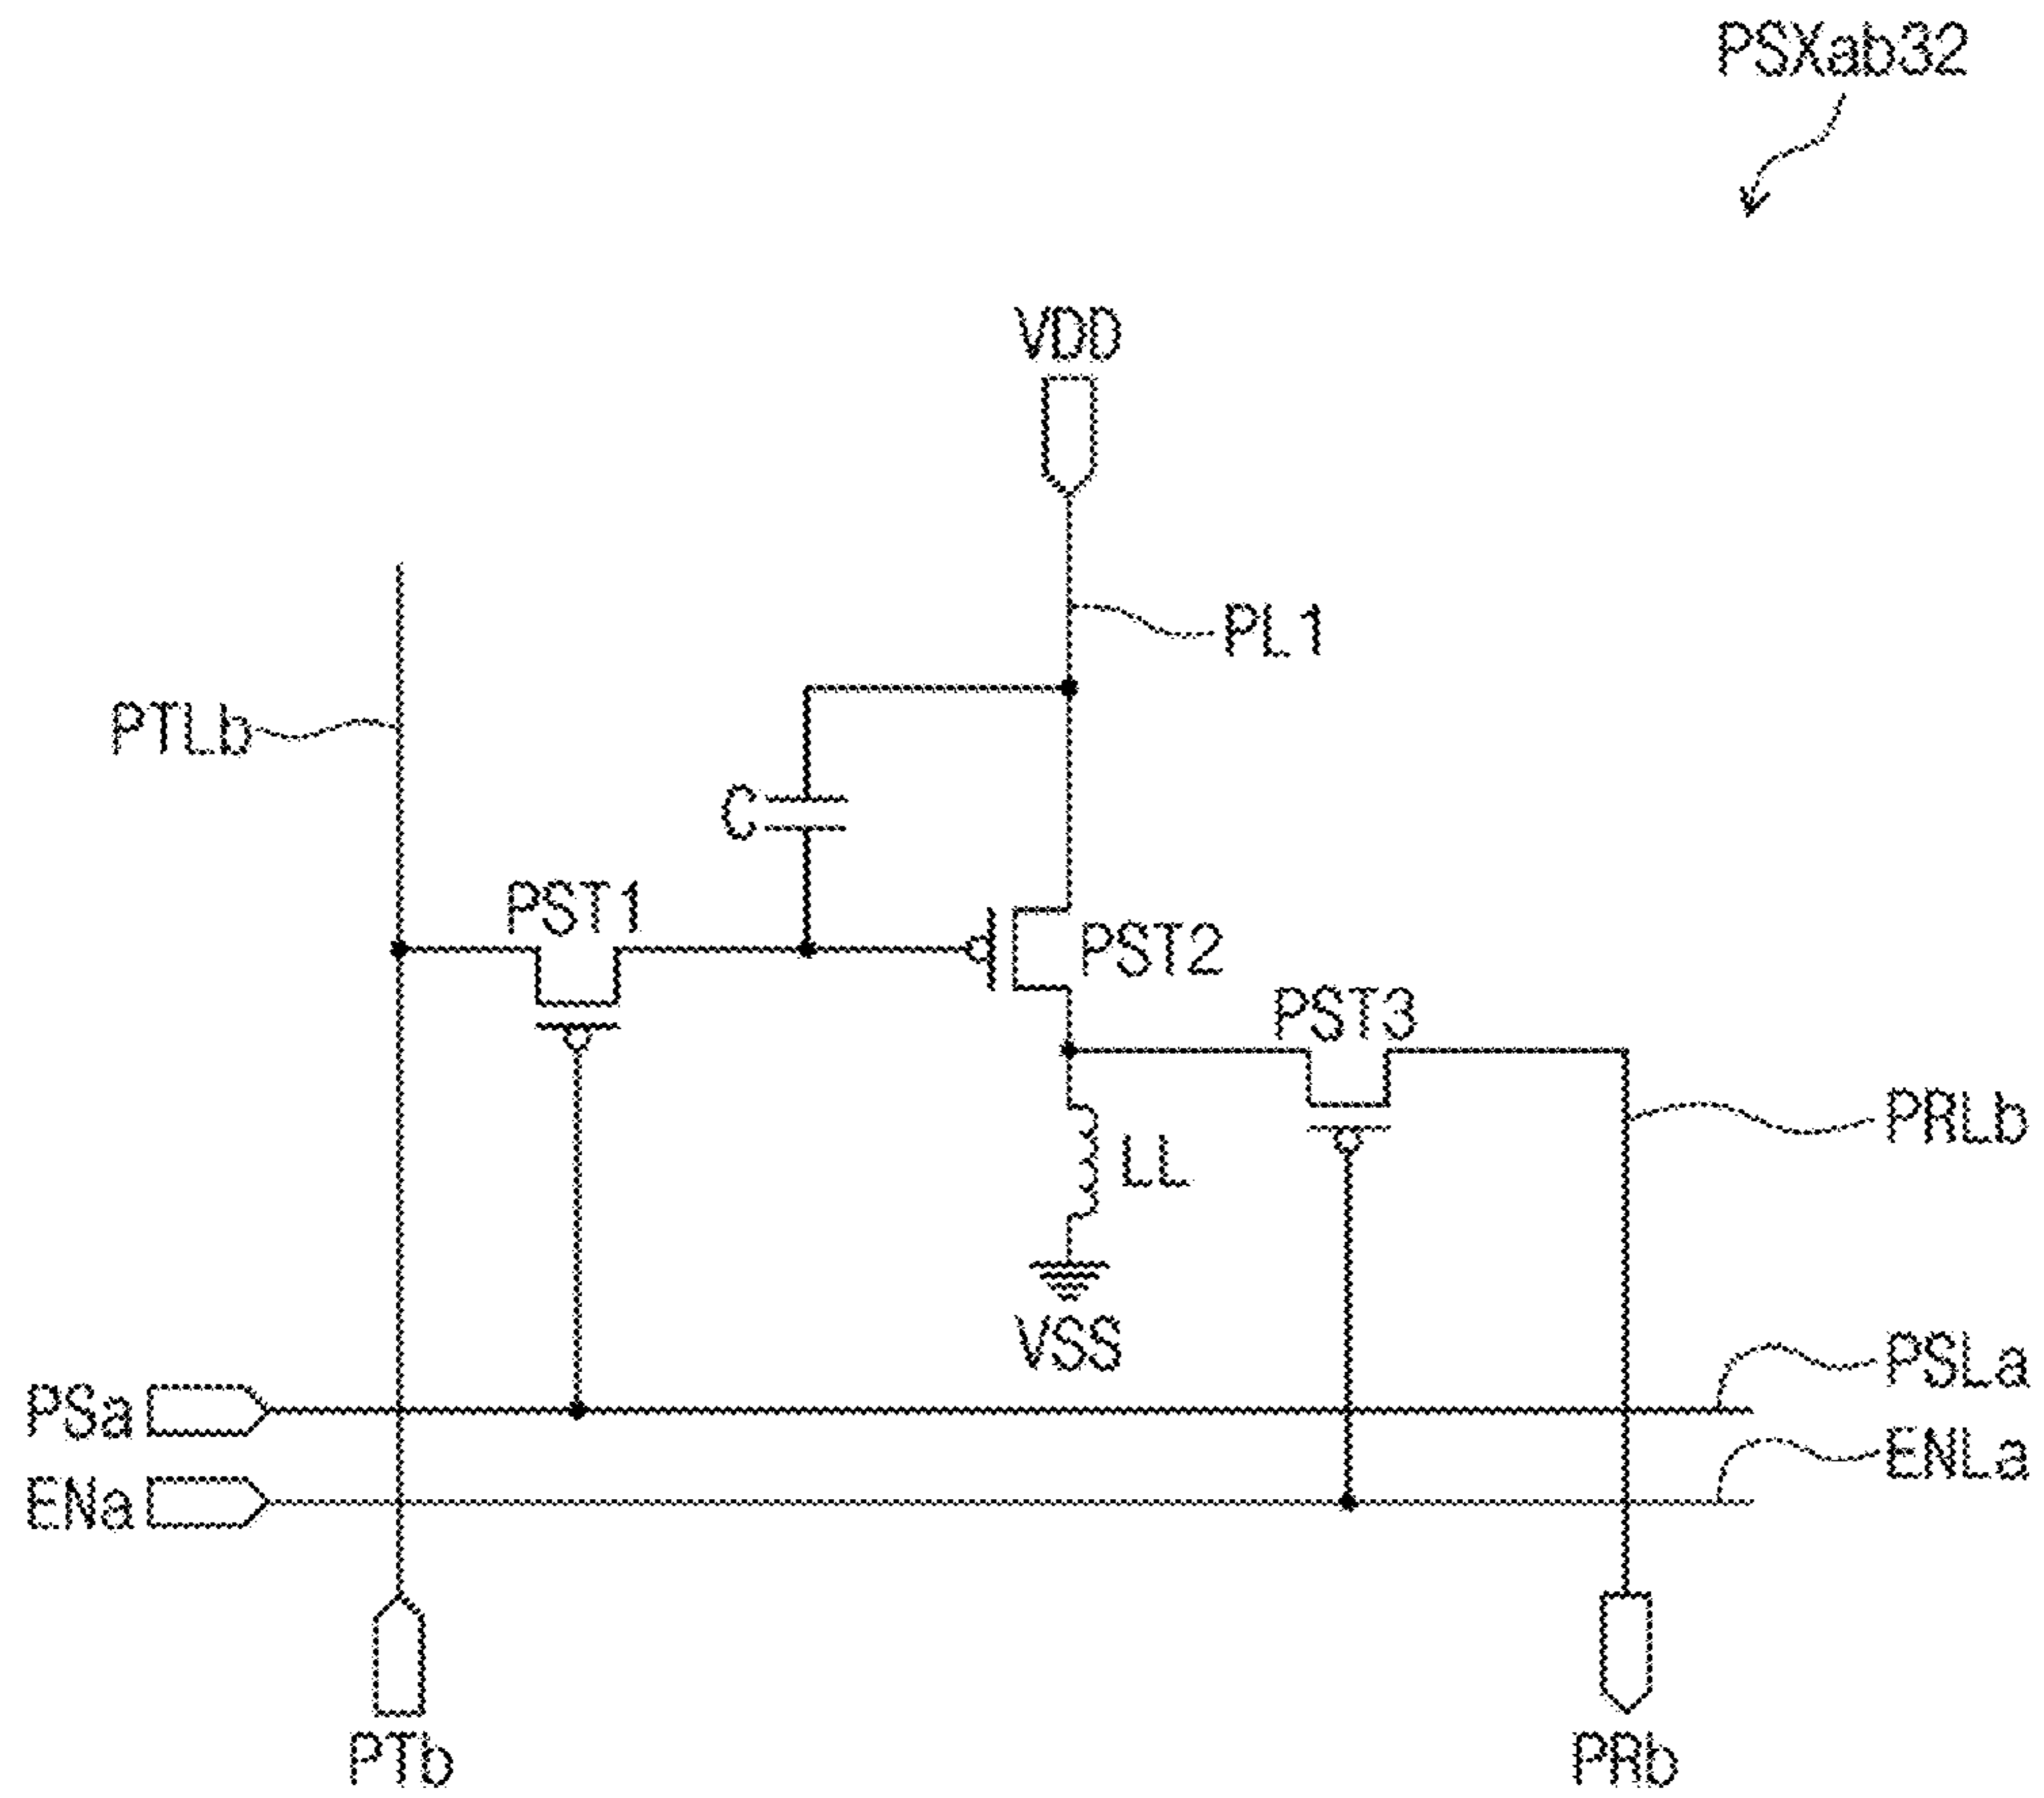 PSXab32
VDD
PL1
PTLb
C
PST1
PST2
PST3
PRLb
LL
VSS
PSLa
PSa
ENLa
ENa
PTb
PRb